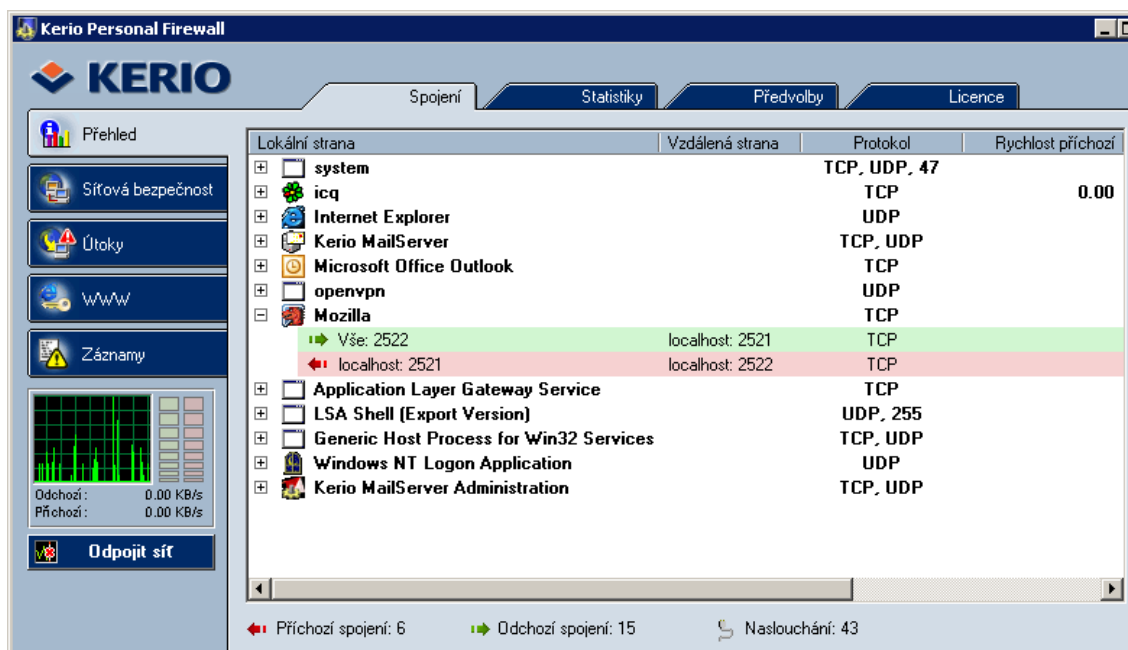 Kerio Personal Firewall
KERIO
Spojení Statistiky Předvolby Licence
Přehled
Síťová bezpečnost
Útoky
WWW
Záznamy
Odchozí: 0.00 KB/s
Příchozí: 0.00 KB/s
Odpojit síť
Lokální strana Vzdálená strana Protokol Rychlost příchozí
system TCP, UDP, 47
icq TCP 0.00
Internet Explorer UDP
Kerio MailServer TCP, UDP
Microsoft Office Outlook TCP
openvpn UDP
Mozilla TCP
Vše: 2522 localhost: 2521 TCP
localhost: 2521 localhost: 2522 TCP
Application Layer Gateway Service TCP
LSA Shell (Export Version) UDP, 255
Generic Host Process for Win32 Services TCP, UDP
Windows NT Logon Application UDP
Kerio MailServer Administration TCP, UDP
Příchozí spojení: 6 Odchozí spojení: 15 Naslouchání: 43